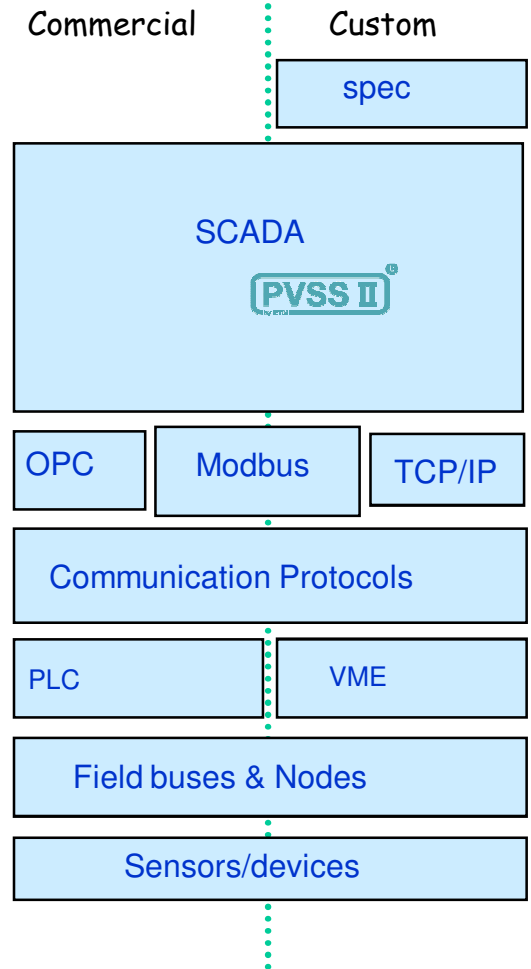 Commercial Custom
spec
SCADA
PVSS II
OPC Modbus TCP/IP
Communication Protocols
PLC VME
Field buses & Nodes
Sensors/devices